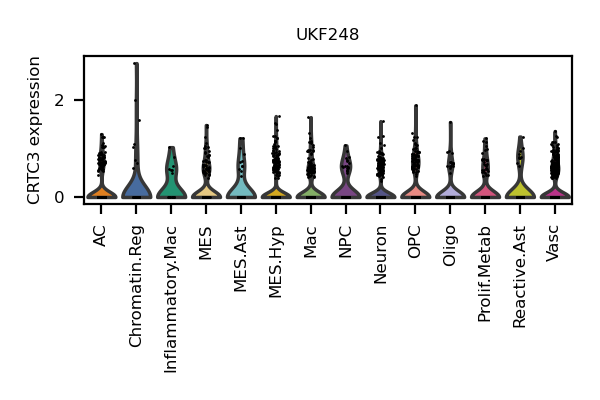 UKF248
CRTC3 expression
2
0
AC
Chromatin.Reg
Inflammatory.Mac
MES
MES.Ast
MES.Hyp
Mac
NPC
Neuron
OPC
Oligo
Prolif.Metab
Reactive.Ast
Vasc